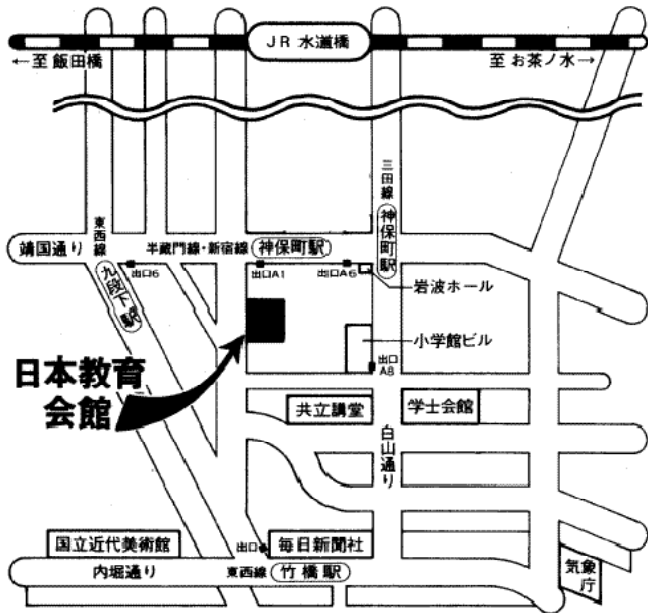 JR 水道橋
←至 飯田橋
至 お茶ノ水→
三田線
神保町駅
東西線
九段下駅
靖国通り
半蔵門線・新宿線
神保町駅
出口6
出口A1
出口A6
岩波ホール
小学館ビル
出口
A8
日本教育
会館
共立講堂
学士会館
白山通り
国立近代美術館
出口
毎日新聞社
内堀通り
東西線
竹橋駅
気象
庁